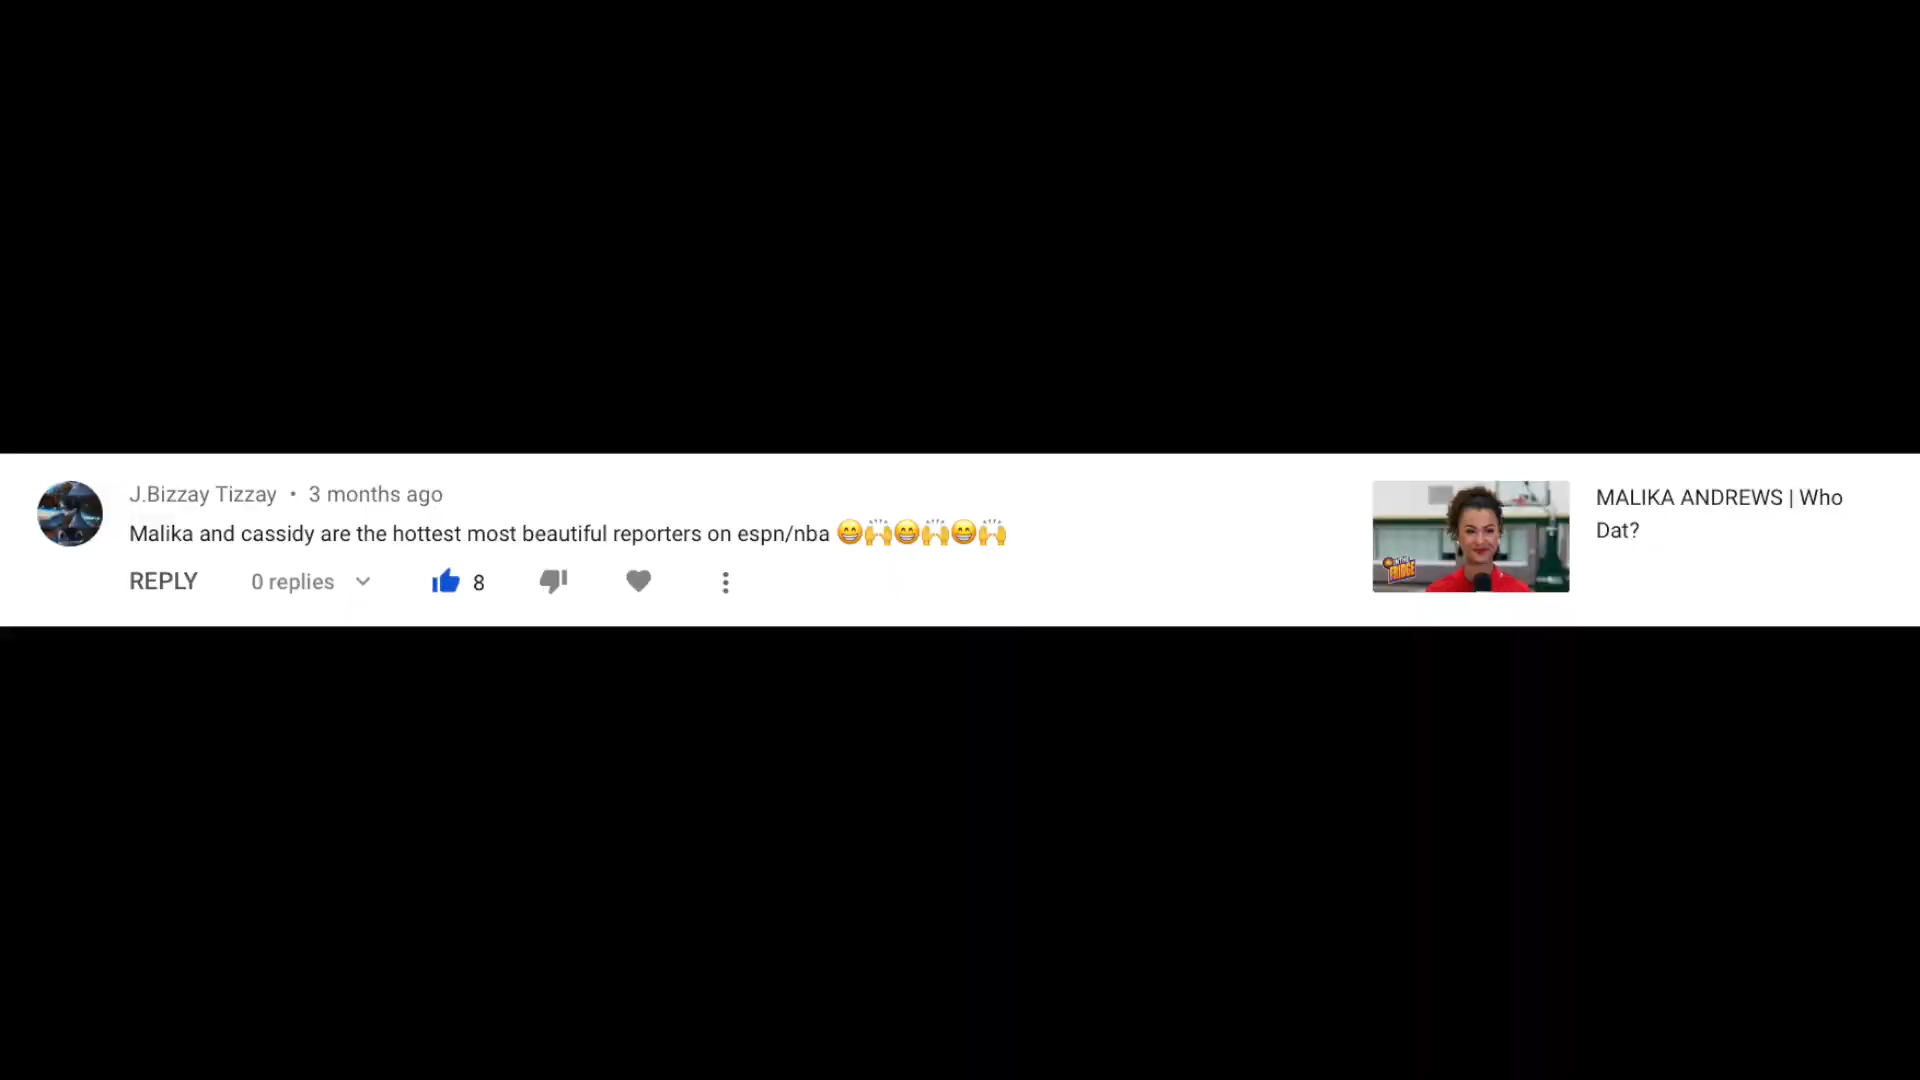 J.Bizzay Tizzay • 3 months ago
Malika and cassidy are the hottest most beautiful reporters on espn/nba 😁🙌😁🙌😁🙌
REPLY 0 replies 8
MALIKA ANDREWS | Who
Dat?
FRIDGE